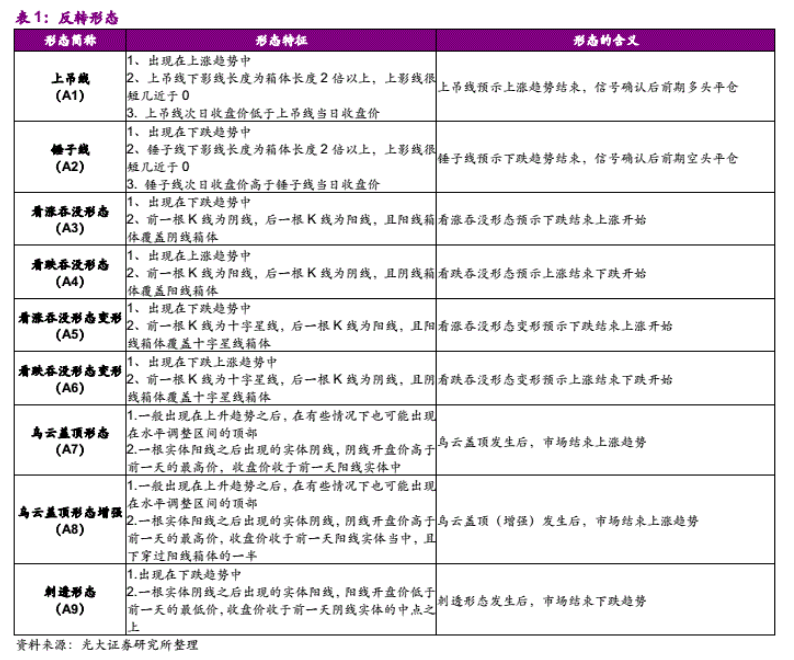 表1：反转形态
形态简称 形态特征 形态的含义
上吊线
(A1)
1、出现在上涨趋势中
2、上吊线下影线长度为箱体长度2倍以上，上影线很
短几近于0
3. 上吊线次日收盘价低于上吊线当日收盘价
上吊线预示上涨趋势结束，信号确认后前期多头平仓
锤子线
(A2)
1、出现在下跌趋势中
2、锤子线下影线长度为箱体长度2倍以上，上影线很
短几近于0
3. 锤子线次日收盘价高于锤子线当日收盘价
锤子线预示下跌趋势结束，信号确认后前期空头平仓
看涨吞没形态
(A3)
1、出现在下跌趋势中
2、前一根K线为阴线，后一根K线为阳线，且阳线箱
体覆盖阴线箱体
看涨吞没形态预示下跌结束上涨开始
看跌吞没形态
(A4)
1、出现在上涨趋势中
2、前一根K线为阳线，后一根K线为阴线，且阴线箱
体覆盖阳线箱体
看跌吞没形态预示上涨结束下跌开始
看涨吞没形态变形
(A5)
1、出现在下跌趋势中
2、前一根K线为十字星线，后一根K线为阳线，且阳
线箱体覆盖十字星线箱体
看涨吞没形态变形预示下跌结束上涨开始
看跌吞没形态变形
(A6)
1、出现在下跌上涨趋势中
2、前一根K线为十字星线，后一根K线为阴线，且阴
线箱体覆盖十字星线箱体
看跌吞没形态变形预示上涨结束下跌开始
乌云盖顶形态
(A7)
1.一般出现在上升趋势之后，在有些情况下也可能出现
在水平调整区间的顶部
2.一根实体阳线之后出现的实体阴线，阴线开盘价高于
前一天的最高价，收盘价收于前一天阳线实体中
乌云盖顶发生后，市场结束上涨趋势
乌云盖顶形态增强
(A8)
1.一般出现在上升趋势之后，在有些情况下也可能出现
在水平调整区间的顶部
2.一根实体阳线之后出现的实体阴线，阴线开盘价高于
前一天的最高价，收盘价收于前一天阳线实体当中，且
下穿过阳线箱体的一半
乌云盖顶（增强）发生后，市场结束上涨趋势
刺透形态
(A9)
1.出现在下跌趋势中
2.一根实体阴线之后出现的实体阳线，阳线开盘价低于
前一天的最低价，收盘价收于前一天阴线实体的中点之
上
刺透形态发生后，市场结束下跌趋势
资料来源：光大证券研究所整理